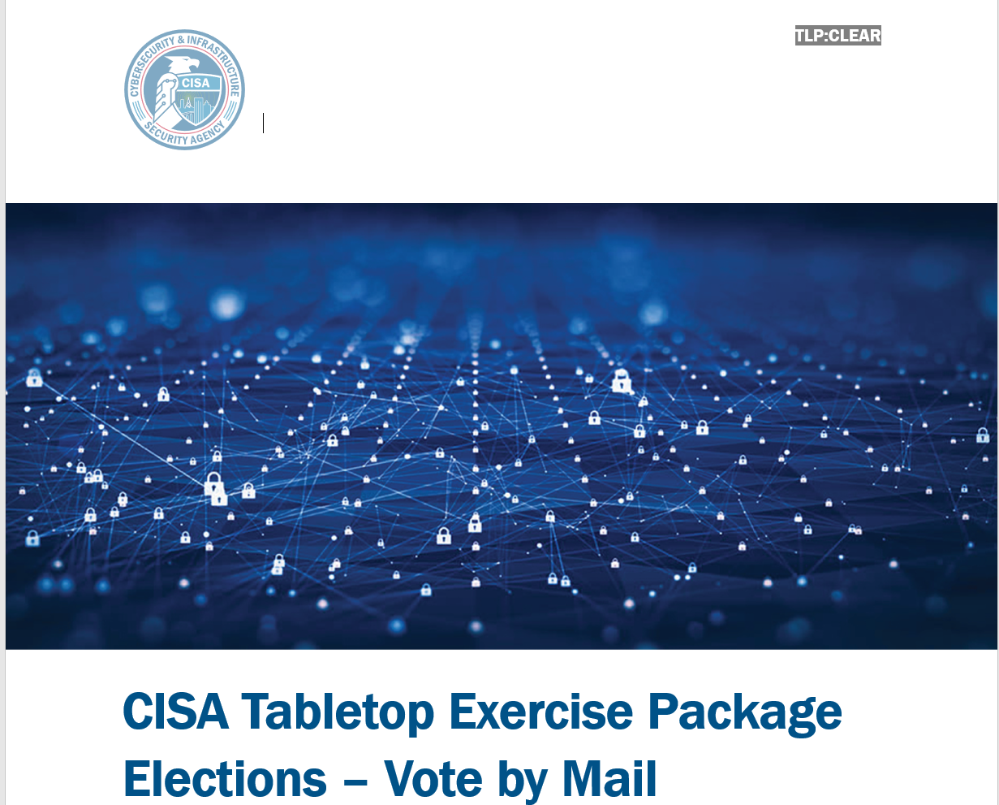 TLP:CLEAR
CYBERSECURITY & INFRASTRUCTURE
CISA
SECURITY AGENCY
CISA Tabletop Exercise Package
Elections – Vote by Mail